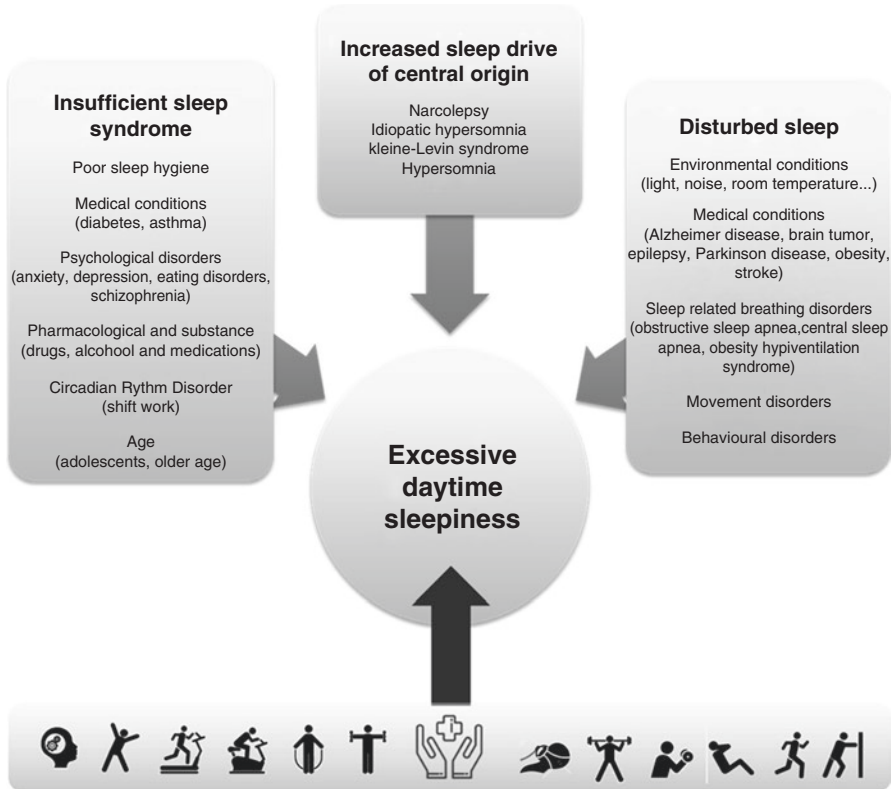 Insufficient sleep
syndrome
Poor sleep hygiene
Medical conditions
(diabetes, asthma)
Psychological disorders
(anxiety, depression, eating disorders,
schizophrenia)
Pharmacological and substance
(drugs, alcohool and medications)
Circadian Rythm Disorder
(shift work)
Age
(adolescents, older age)
Increased sleep drive
of central origin
Narcolepsy
Idiopatic hypersomnia
kleine-Levin syndrome
Hypersomnia
Disturbed sleep
Environmental conditions
(light, noise, room temperature...)
Medical conditions
(Alzheimer disease, brain tumor,
epilepsy, Parkinson disease, obesity,
stroke)
Sleep related breathing disorders
(obstructive sleep apnea,central sleep
apnea, obesity hypiventilation
syndrome)
Movement disorders
Behavioural disorders
Excessive
daytime
sleepiness